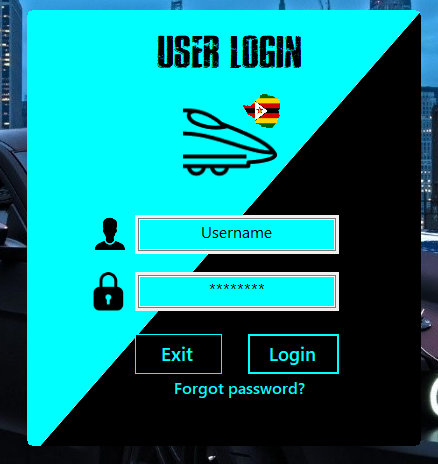 USER LOGIN
Username
********
Exit Login
Forgot password?